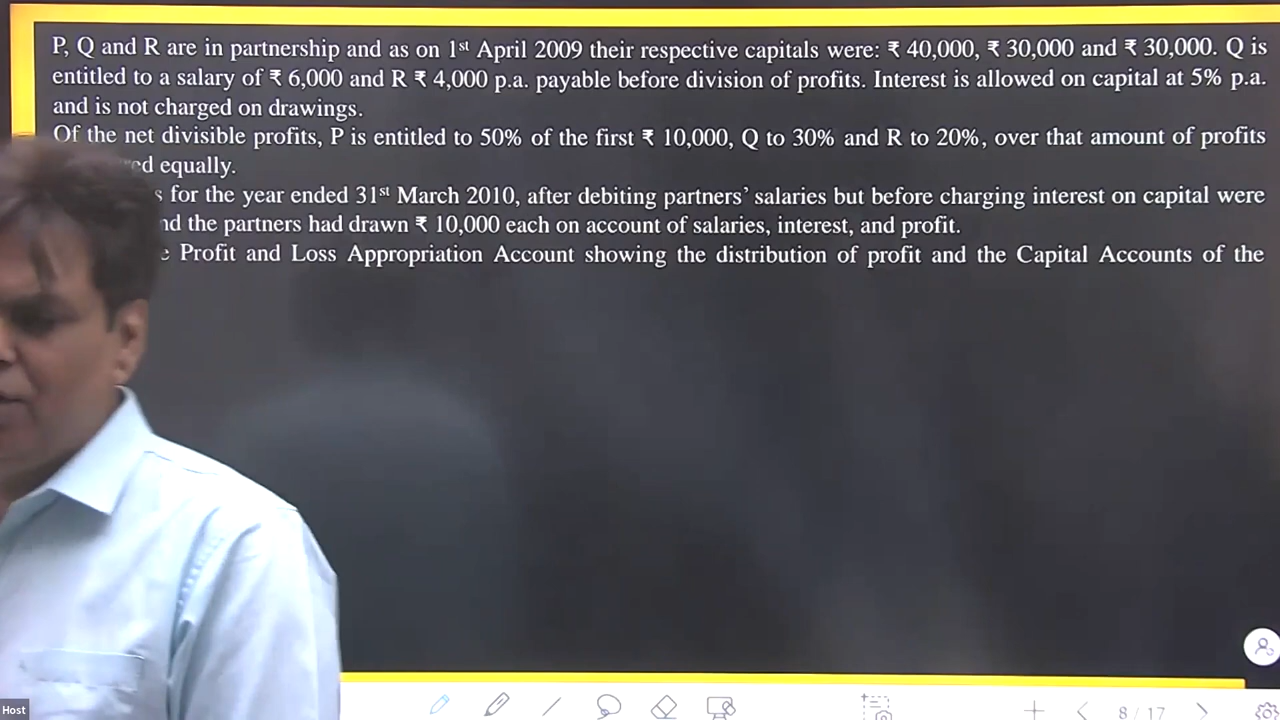 P, Q and R are in partnership and as on 1st April 2009 their respective capitals were: ₹ 40,000, ₹ 30,000 and ₹ 30,000. Q is
entitled to a salary of ₹ 6,000 and R ₹ 4,000 p.a. payable before division of profits. Interest is allowed on capital at 5% p.a.
and is not charged on drawings.
Of the net divisible profits, P is entitled to 50% of the first ₹ 10,000, Q to 30% and R to 20%, over that amount of profits
equally.
for the year ended 31st March 2010, after debiting partners' salaries but before charging interest on capital were
the partners had drawn ₹ 10,000 each on account of salaries, interest, and profit.
Profit and Loss Appropriation Account showing the distribution of profit and the Capital Accounts of the
Host
8 / 17